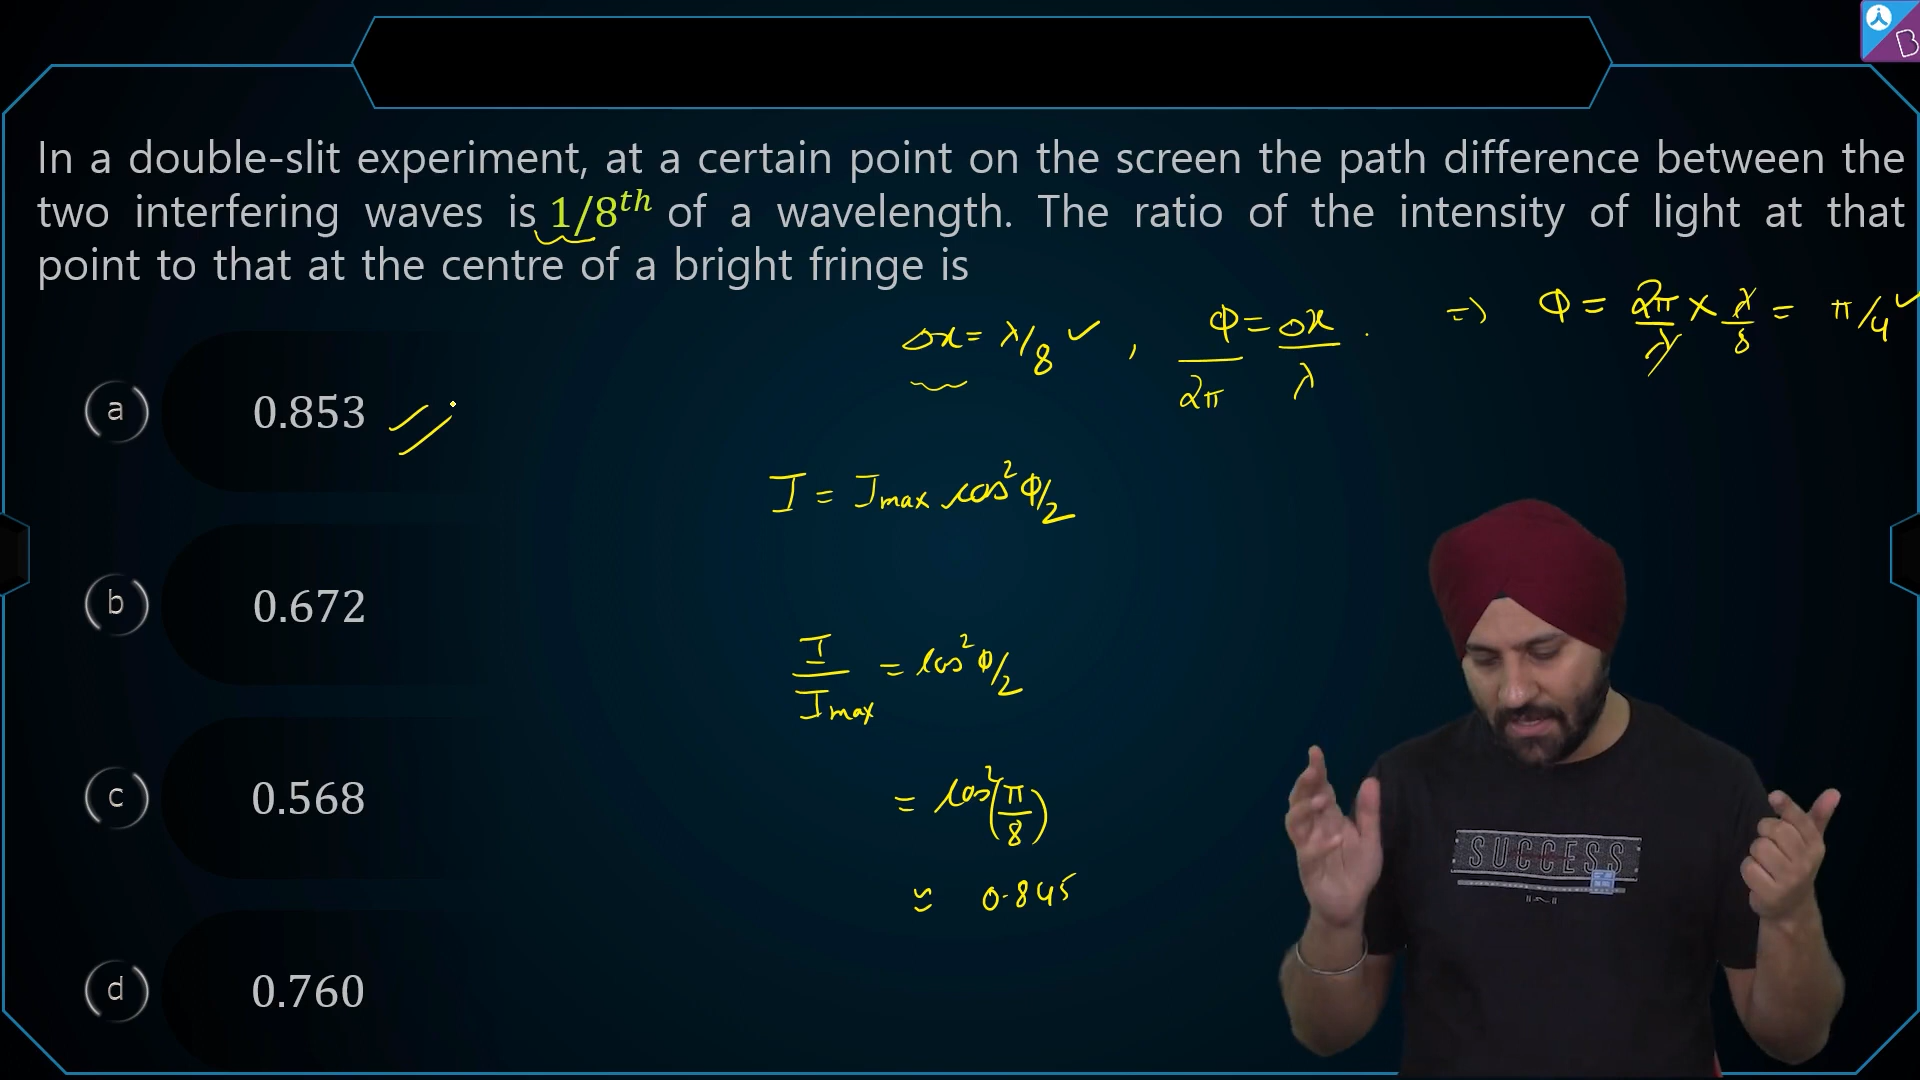 In a double-slit experiment, at a certain point on the screen the path difference between the
two interfering waves is 1/8th of a wavelength. The ratio of the intensity of light at that
point to that at the centre of a bright fringe is
Δx = λ/8 ✓ , Φ/2π = Δx/λ . => Φ = 2π/λ × λ/8 = π/4 ✓
a 0.853
I = Imax cos² Φ/2
b 0.672
I/Imax = cos² Φ/2
c 0.568
= cos² (π/8)
≈ 0.845
d 0.760
SUCCESS
B